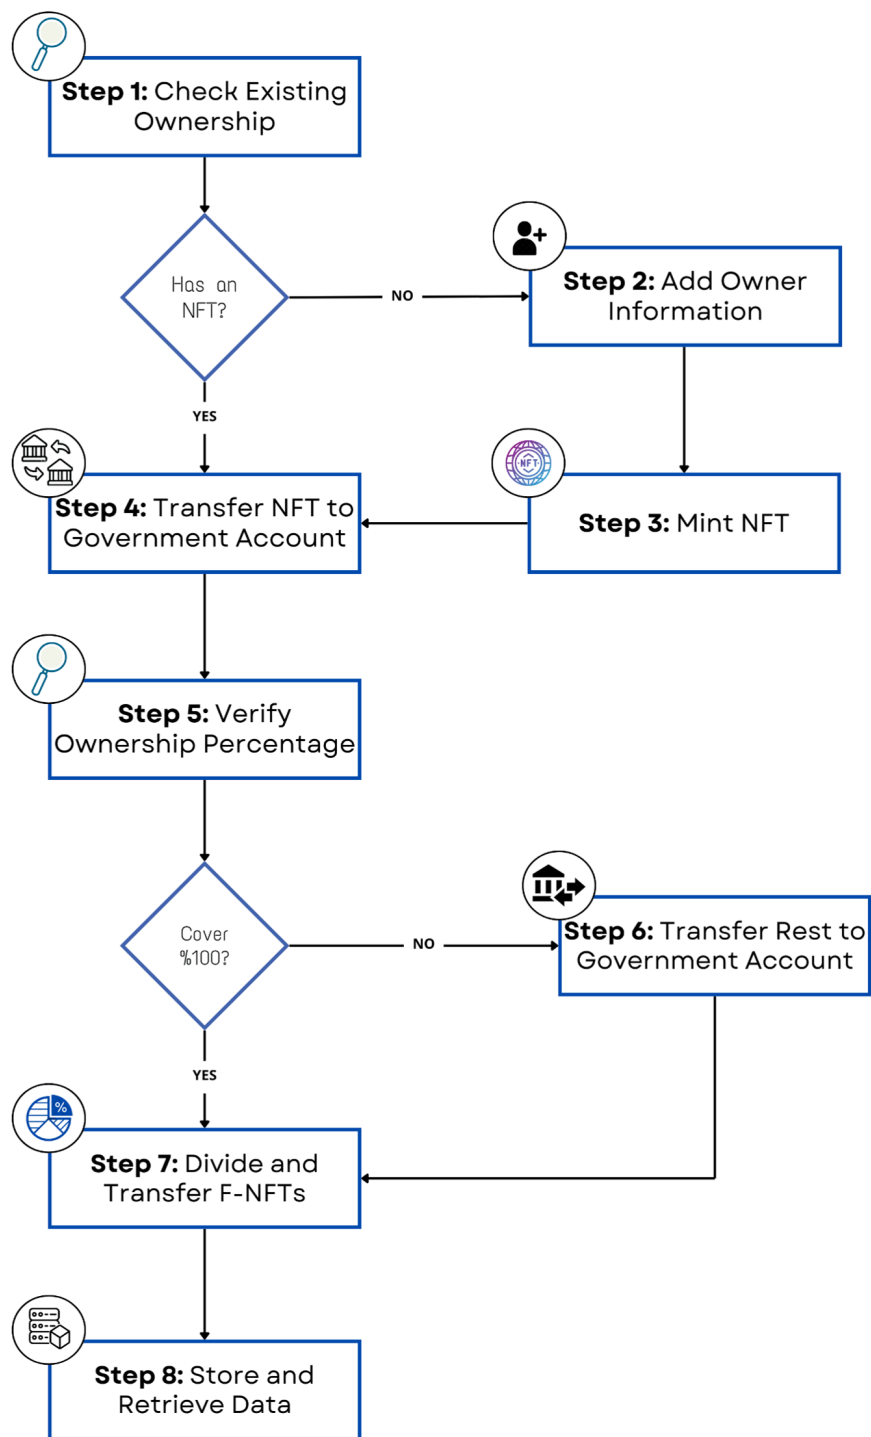 Step 1: Check Existing
Ownership
Has an
NFT?
NO
Step 2: Add Owner
Information
YES
Step 4: Transfer NFT to
Government Account
NFT
Step 3: Mint NFT
Step 5: Verify
Ownership Percentage
Cover
%100?
NO
Step 6: Transfer Rest to
Government Account
YES
%
Step 7: Divide and
Transfer F-NFTs
Step 8: Store and
Retrieve Data